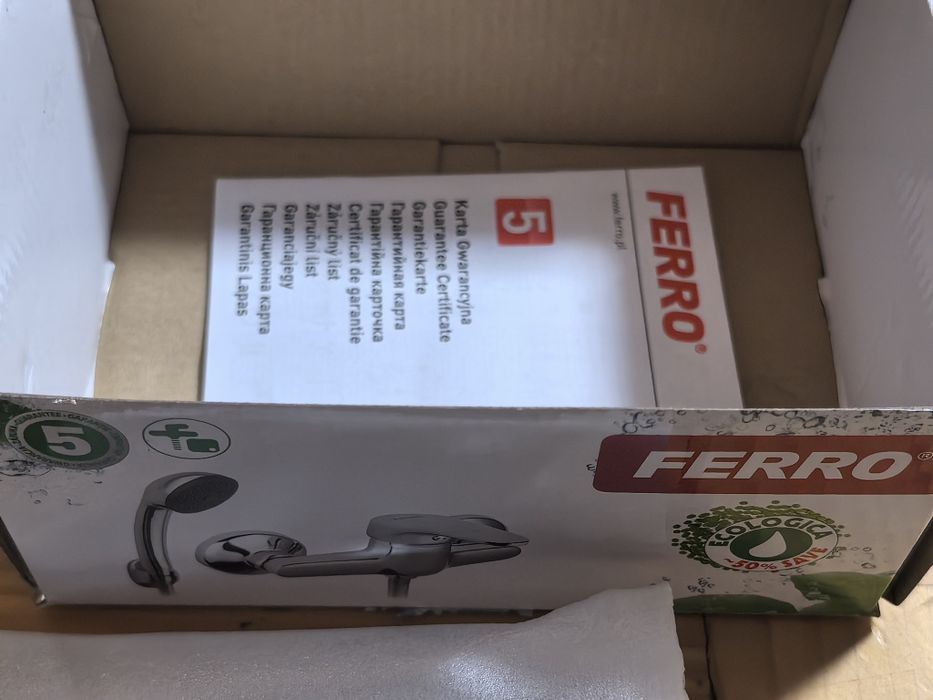 FERRO®
www.ferro.pl
5
Karta Gwarancyjna
Guarantee Certificate
Garantiekarte
Гарантийная карта
Гарантійна карточка
Certificat de garantie
Záručný list
Záruční list
Garanciajegy
Гаранционна карта
Garantinis Lapas
5
FERRO®
ECOLOGICA
-50% SAVE